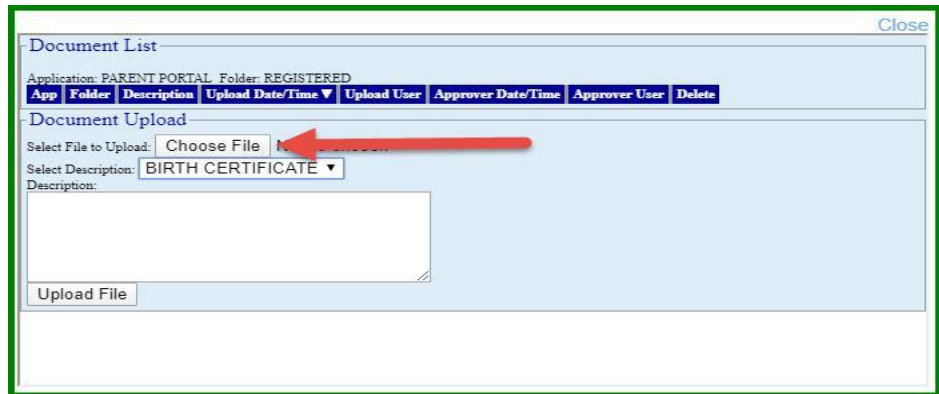 Close
Document List
Application: PARENT PORTAL Folder: REGISTERED
App Folder Description Upload Date/Time ▼ Upload User Approver Date/Time Approver User Delete
Document Upload
Select File to Upload: Choose File
Select Description: BIRTH CERTIFICATE ▼
Description:
Upload File